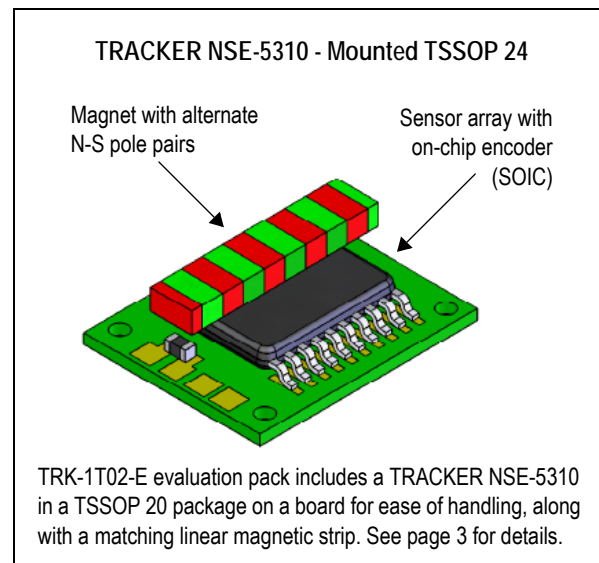 TRACKER NSE-5310 - Mounted TSSOP 24
Magnet with alternate
N-S pole pairs
Sensor array with
on-chip encoder
(SOIC)
TRK-1T02-E evaluation pack includes a TRACKER NSE-5310
in a TSSOP 20 package on a board for ease of handling, along
with a matching linear magnetic strip. See page 3 for details.